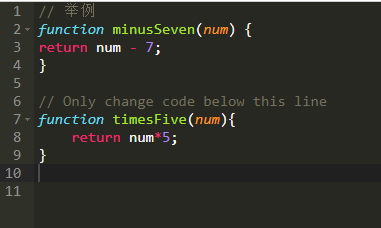 1 // 举例
2 function minusSeven(num) {
3 return num - 7;
4 }
5
6 // Only change code below this line
7 function timesFive(num){
8     return num*5;
9 }
10
11